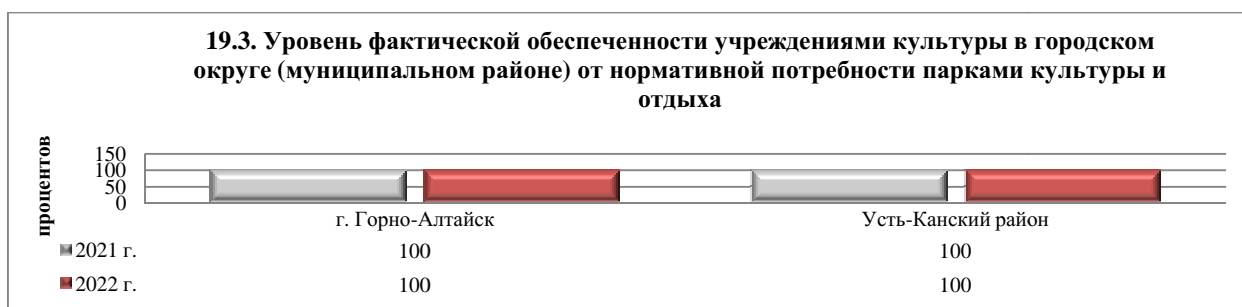 19.3. Уровень фактической обеспеченности учреждениями культуры в городском
округе (муниципальном районе) от нормативной потребности парками культуры и
отдыха
процентов
150
100
50
0
г. Горно-Алтайск Усть-Канский район
2021 г. 100 100
2022 г. 100 100